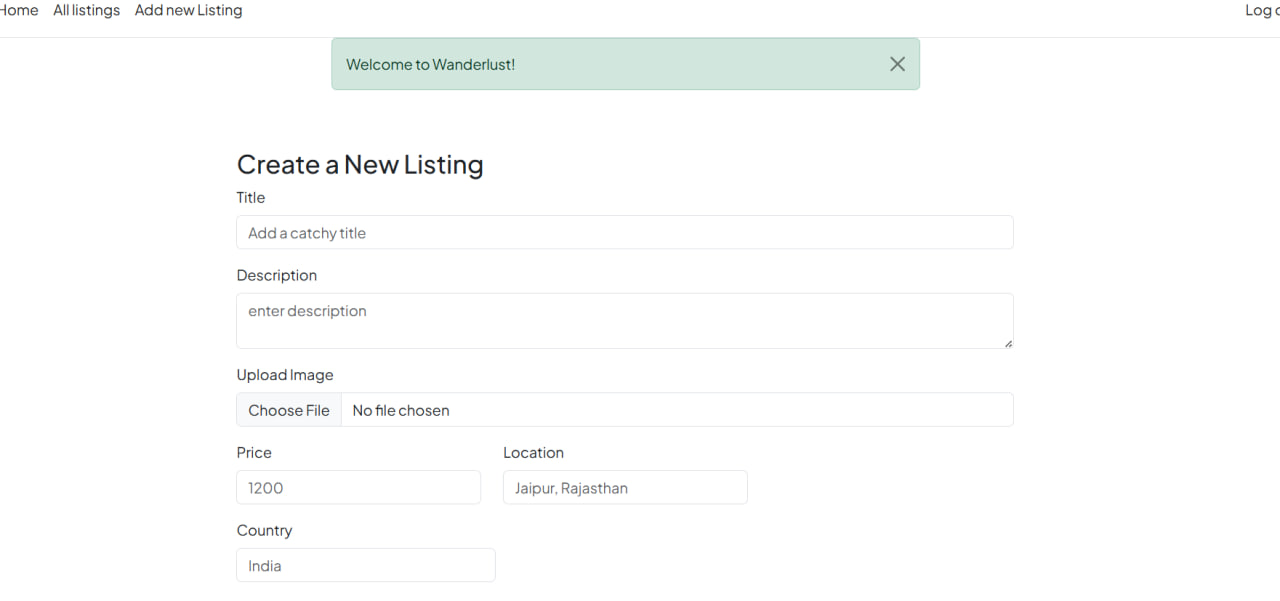 Home All listings Add new Listing Log
Welcome to Wanderlust!
Create a New Listing
Title
Add a catchy title
Description
enter description
Upload Image
Choose File No file chosen
Price Location
1200 Jaipur, Rajasthan
Country
India